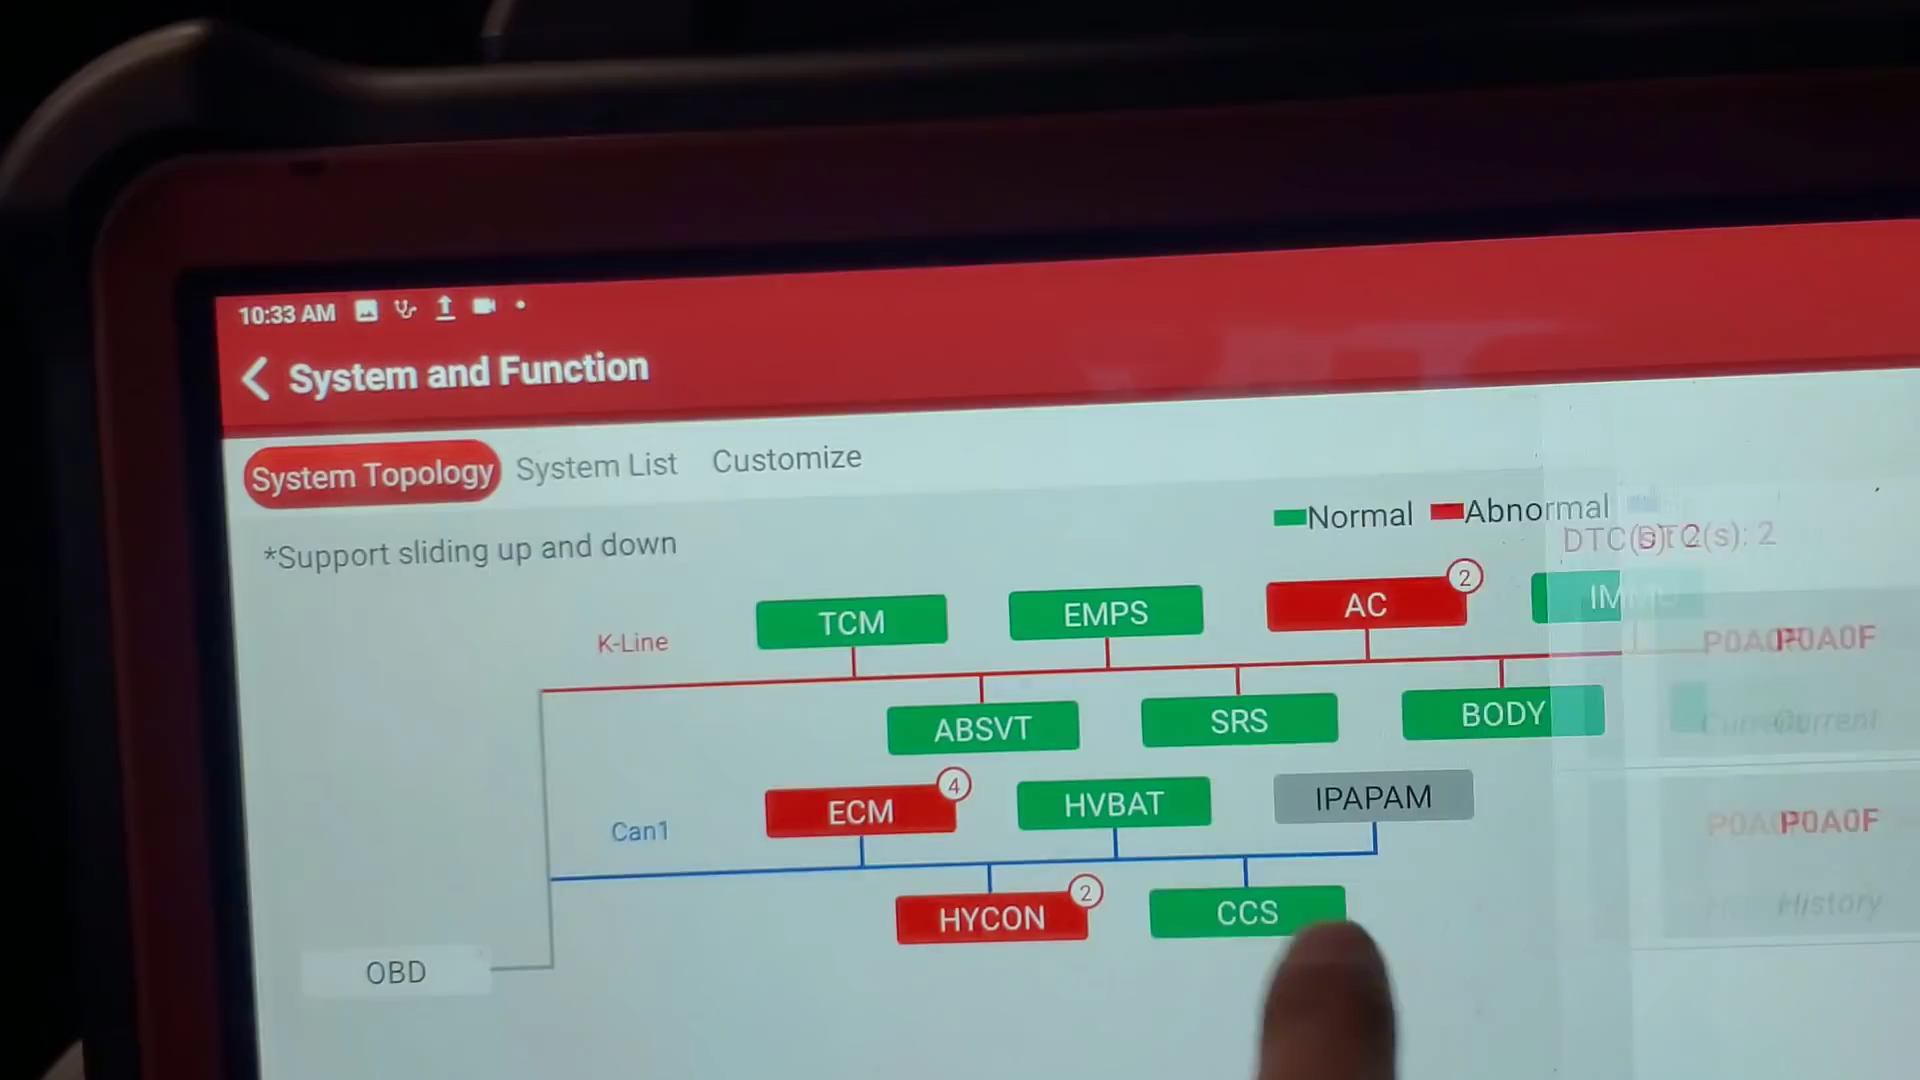 10:33 AM
System and Function
System Topology
System List
Customize
*Support sliding up and down
Normal
Abnormal
DTC(s): 2
K-Line
TCM
EMPS
AC
2
ABSVT
SRS
BODY
P0A0F
Current
Can1
ECM
4
HVBAT
IPAPAM
P0A0F
History
HYCON
2
CCS
OBD